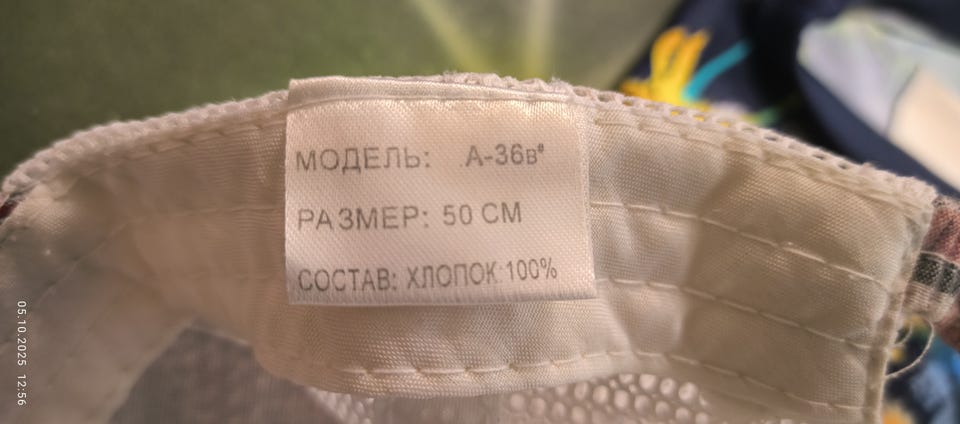 МОДЕЛЬ: А-36в*
РАЗМЕР: 50 СМ
СОСТАВ: ХЛОПОК:100%
05.10.2025 12:56